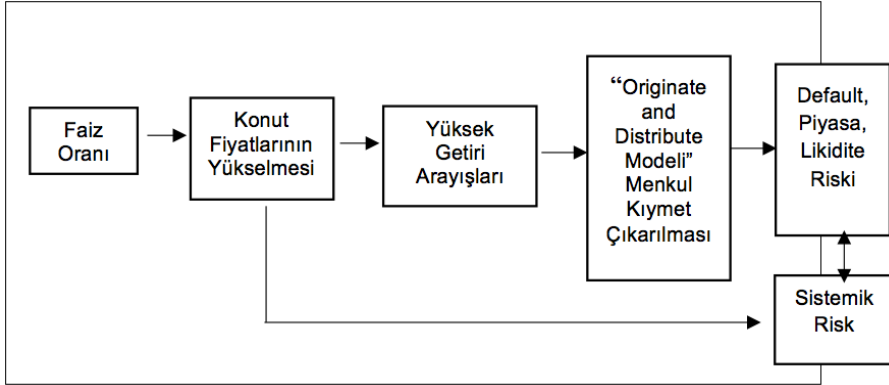 Faiz
Oranı
Konut
Fiyatlarının
Yükselmesi
Yüksek
Getiri
Arayışları
“Originate
and
Distribute
Modeli”
Menkul
Kıymet
Çıkarılması
Default,
Piyasa,
Likidite
Riski
Sistemik
Risk